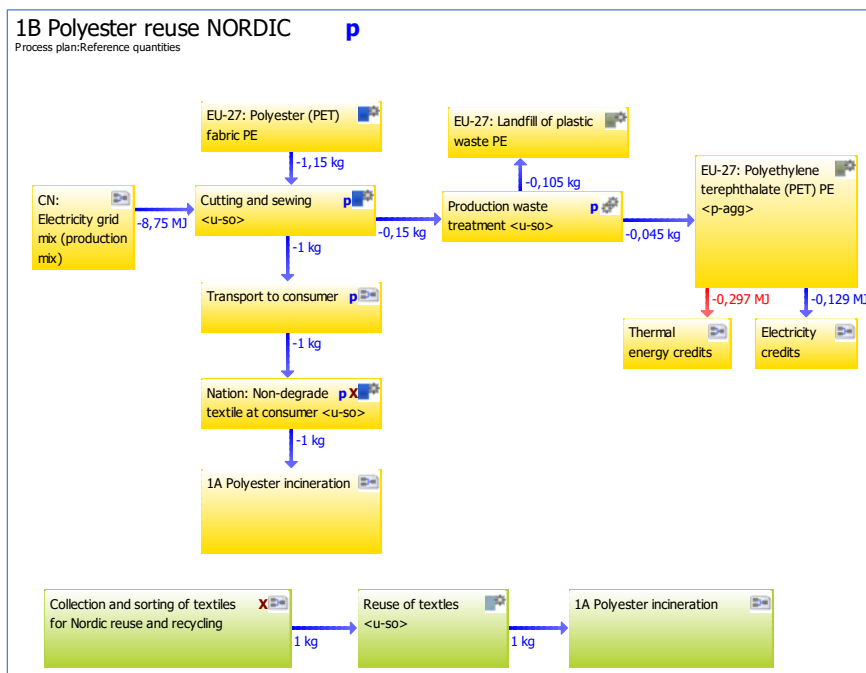 1B Polyester reuse NORDIC p
Process plan:Reference quantities
EU-27: Polyester (PET)
fabric PE
EU-27: Landfill of plastic
waste PE
-1,15 kg
-0,105 kg
EU-27: Polyethylene
terephthalate (PET) PE
<p-agg>
CN:
Electricity grid
mix (production
mix)
-8,75 MJ
Cutting and sewing p
<u-so>
-0,15 kg
Production waste p
treatment <u-so>
-0,045 kg
-1 kg
Transport to consumer p
-0,297 MJ
-0,129 MJ
Thermal
energy credits
Electricity
credits
-1 kg
Nation: Non-degrade p X
textile at consumer <u-so>
-1 kg
1A Polyester incineration
Collection and sorting of textiles X
for Nordic reuse and recycling
1 kg
Reuse of textles
<u-so>
1 kg
1A Polyester incineration